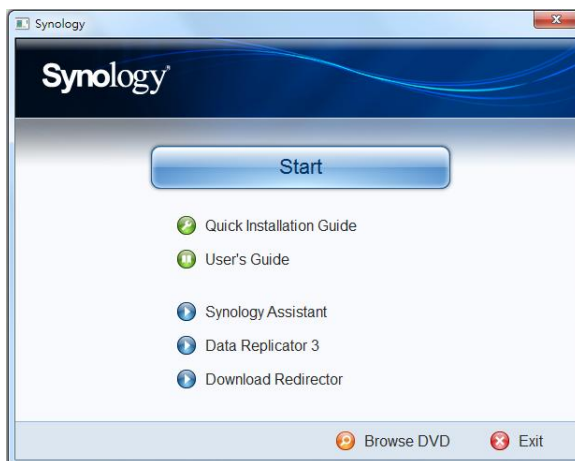 Synology
Synology
Start
Quick Installation Guide
User's Guide
Synology Assistant
Data Replicator 3
Download Redirector
Browse DVD
Exit